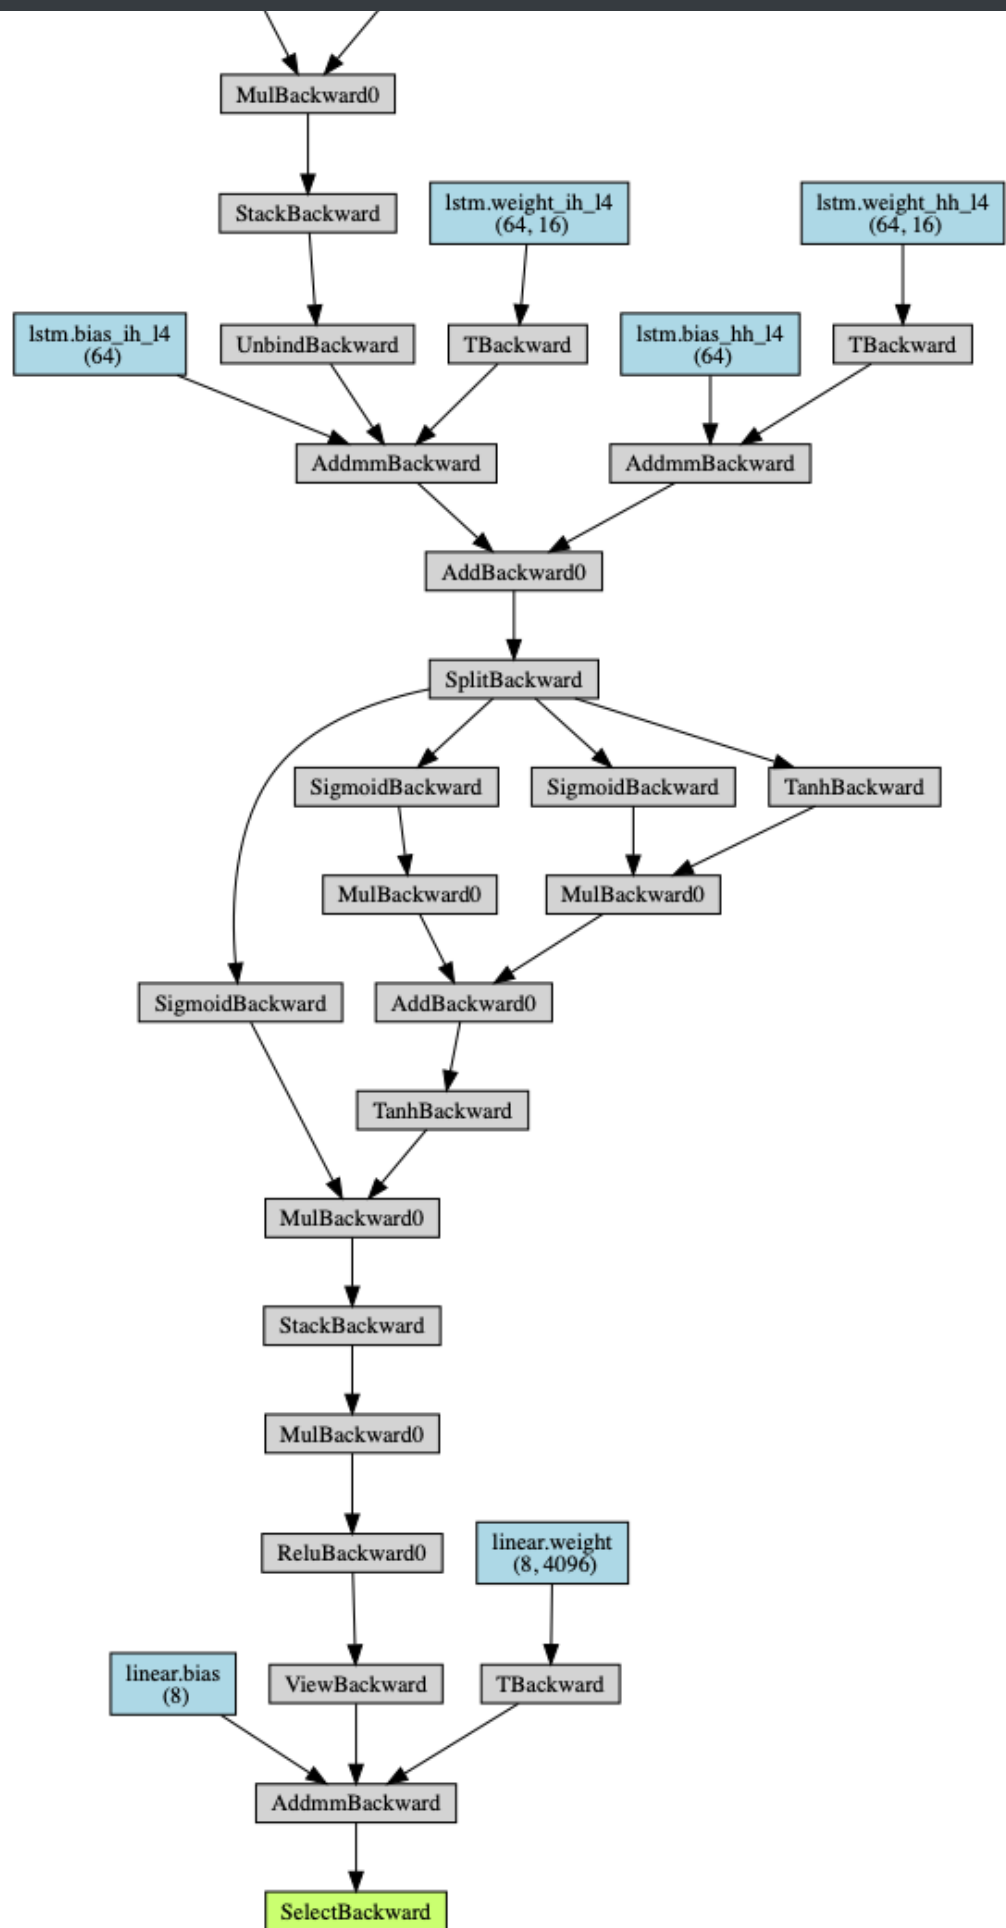 MulBackward0
StackBackward
lstm.weight_ih_l4
(64, 16)
lstm.weight_hh_l4
(64, 16)
lstm.bias_ih_l4
(64)
UnbindBackward
TBackward
lstm.bias_hh_l4
(64)
TBackward
AddmmBackward
AddmmBackward
AddBackward0
SplitBackward
SigmoidBackward
SigmoidBackward
TanhBackward
MulBackward0
MulBackward0
SigmoidBackward
AddBackward0
TanhBackward
MulBackward0
StackBackward
MulBackward0
ReluBackward0
linear.weight
(8, 4096)
linear.bias
(8)
ViewBackward
TBackward
AddmmBackward
SelectBackward